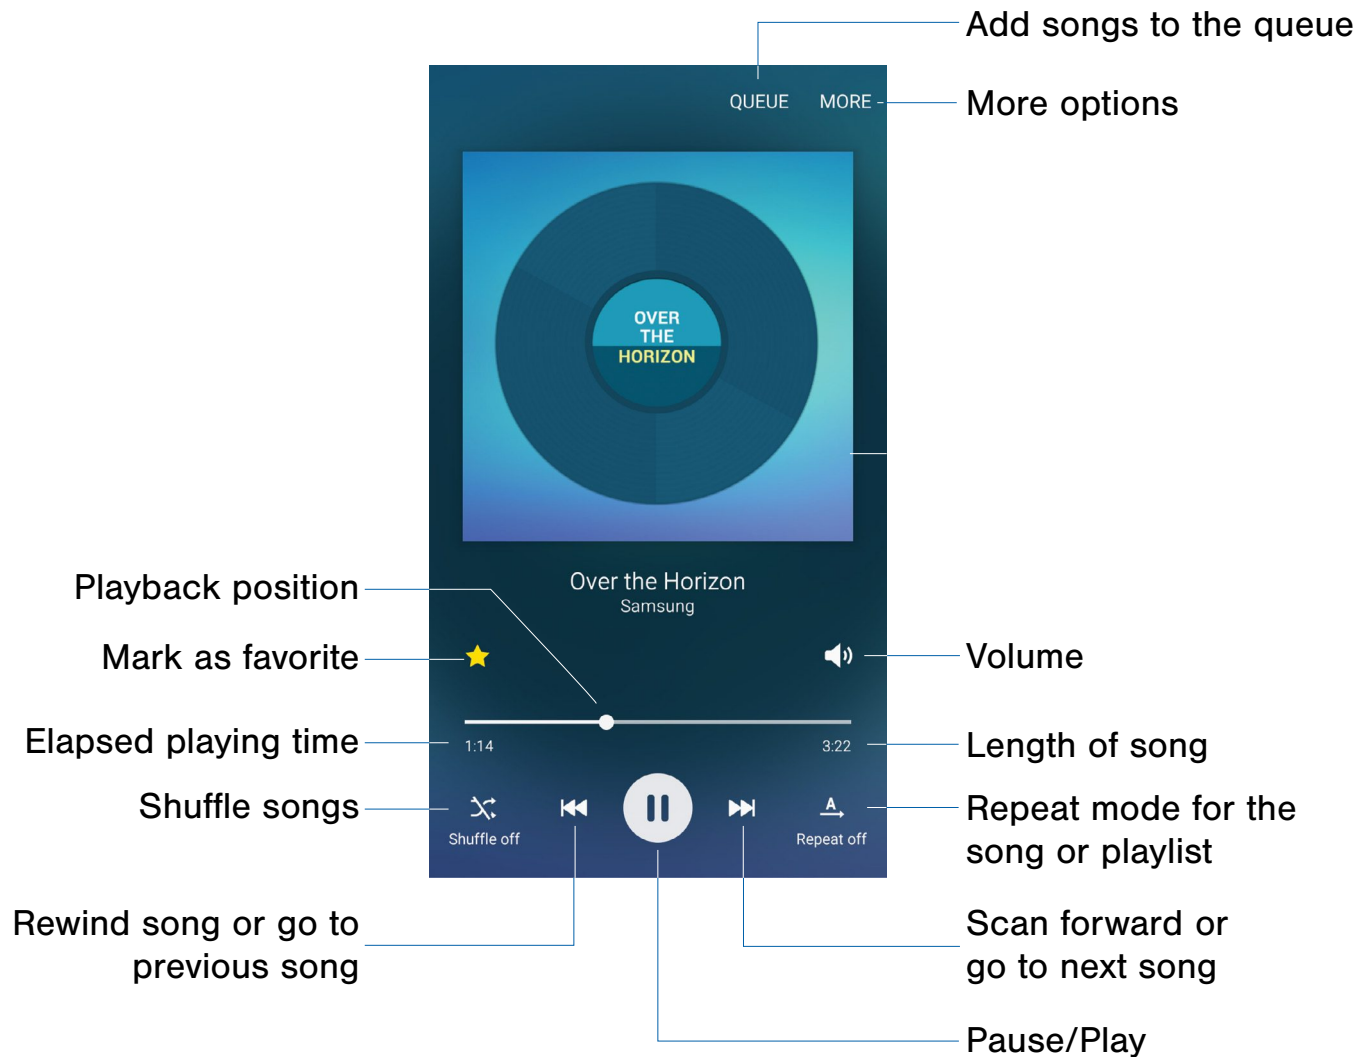 Add songs to the queue
QUEUE MORE
More options
OVER
THE
HORIZON
Playback position
Over the Horizon
Samsung
Mark as favorite
Volume
Elapsed playing time
1:14
3:22
Length of song
Shuffle songs
Shuffle off
A
Repeat off
Repeat mode for the
song or playlist
Rewind song or go to
previous song
Scan forward or
go to next song
Pause/Play